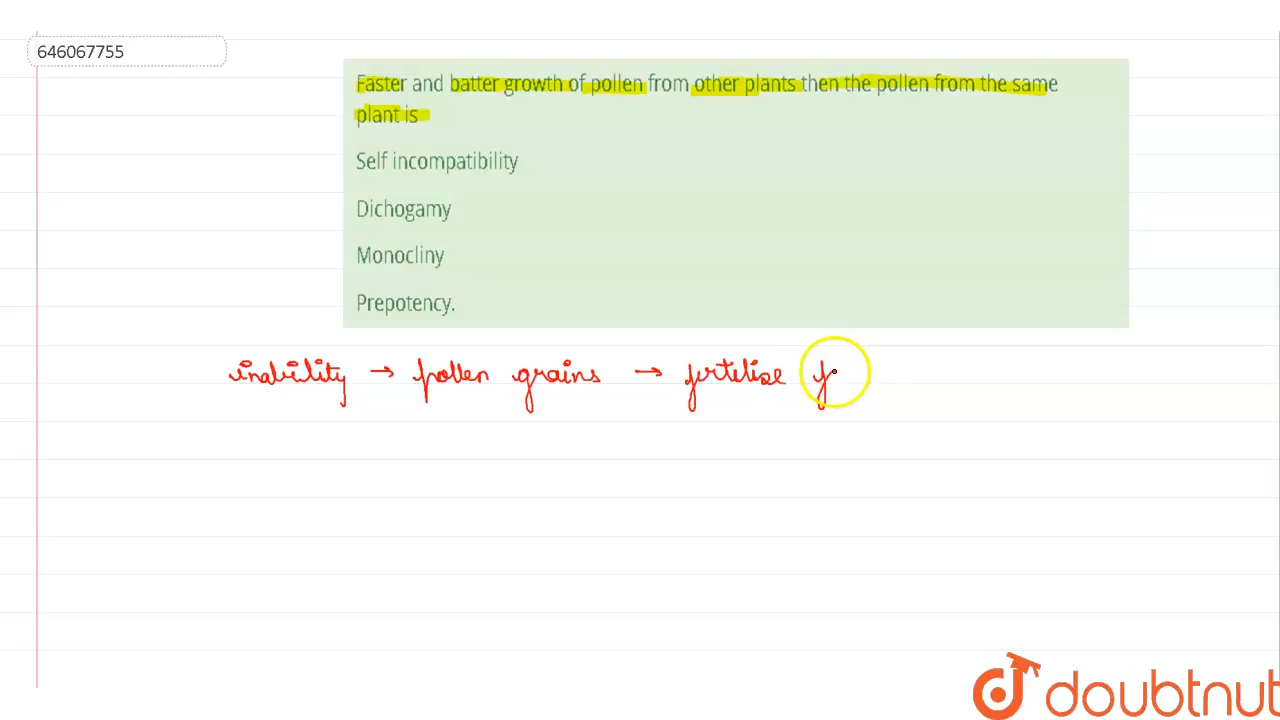 646067755
Faster and batter growth of pollen from other plants then the pollen from the same
plant is
Self incompatibility
Dichogamy
Monocliny
Prepotency.
inability → pollen grains → fertilise f
doubtnut